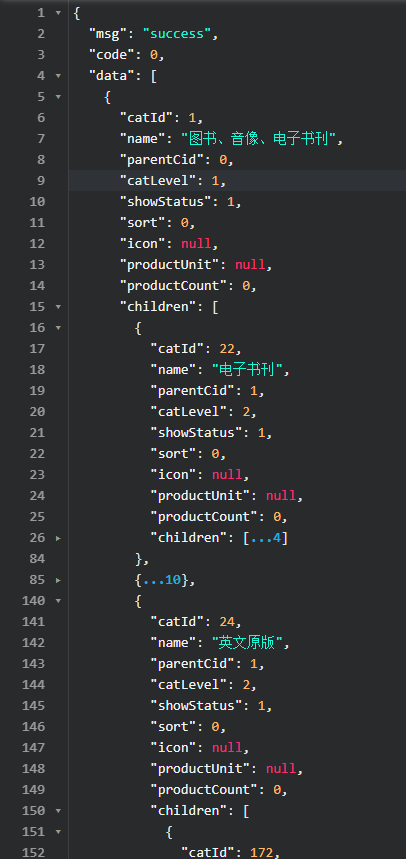 1 {
2 "msg": "success",
3 "code": 0,
4 "data": [
5 {
6 "catId": 1,
7 "name": "图书、音像、电子书刊",
8 "parentCid": 0,
9 "catLevel": 1,
10 "showStatus": 1,
11 "sort": 0,
12 "icon": null,
13 "productUnit": null,
14 "productCount": 0,
15 "children": [
16 {
17 "catId": 22,
18 "name": "电子书刊",
19 "parentCid": 1,
20 "catLevel": 2,
21 "showStatus": 1,
22 "sort": 0,
23 "icon": null,
24 "productUnit": null,
25 "productCount": 0,
26 "children": [...4]
84 },
85 {...10},
140 {
141 "catId": 24,
142 "name": "英文原版",
143 "parentCid": 1,
144 "catLevel": 2,
145 "showStatus": 1,
146 "sort": 0,
147 "icon": null,
148 "productUnit": null,
149 "productCount": 0,
150 "children": [
151 {
152 "catId": 172,